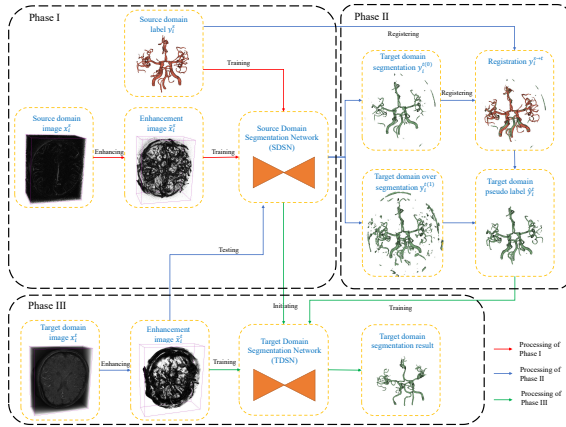 Phase I
Source domain
label y_i^s
Training
Source domain
image x_i^s
Enhancing
Enhancement
image x̄_i^s
Training
Source Domain
Segmentation Network
(SDSN)
Testing
Phase II
Registering
Target domain
segmentation y_i^{t(0)}
Registering
Registration y_i^{s→t}
Target domain over
segmentation y_i^{t(1)}
Target domain
pseudo label ŷ_i^t
Initiating
Training
Phase III
Target domain
image x_i^t
Enhancing
Enhancement
image x̄_i^t
Training
Target Domain
Segmentation Network
(TDSN)
Target domain
segmentation result
Processing of
Phase I
Processing of
Phase II
Processing of
Phase III